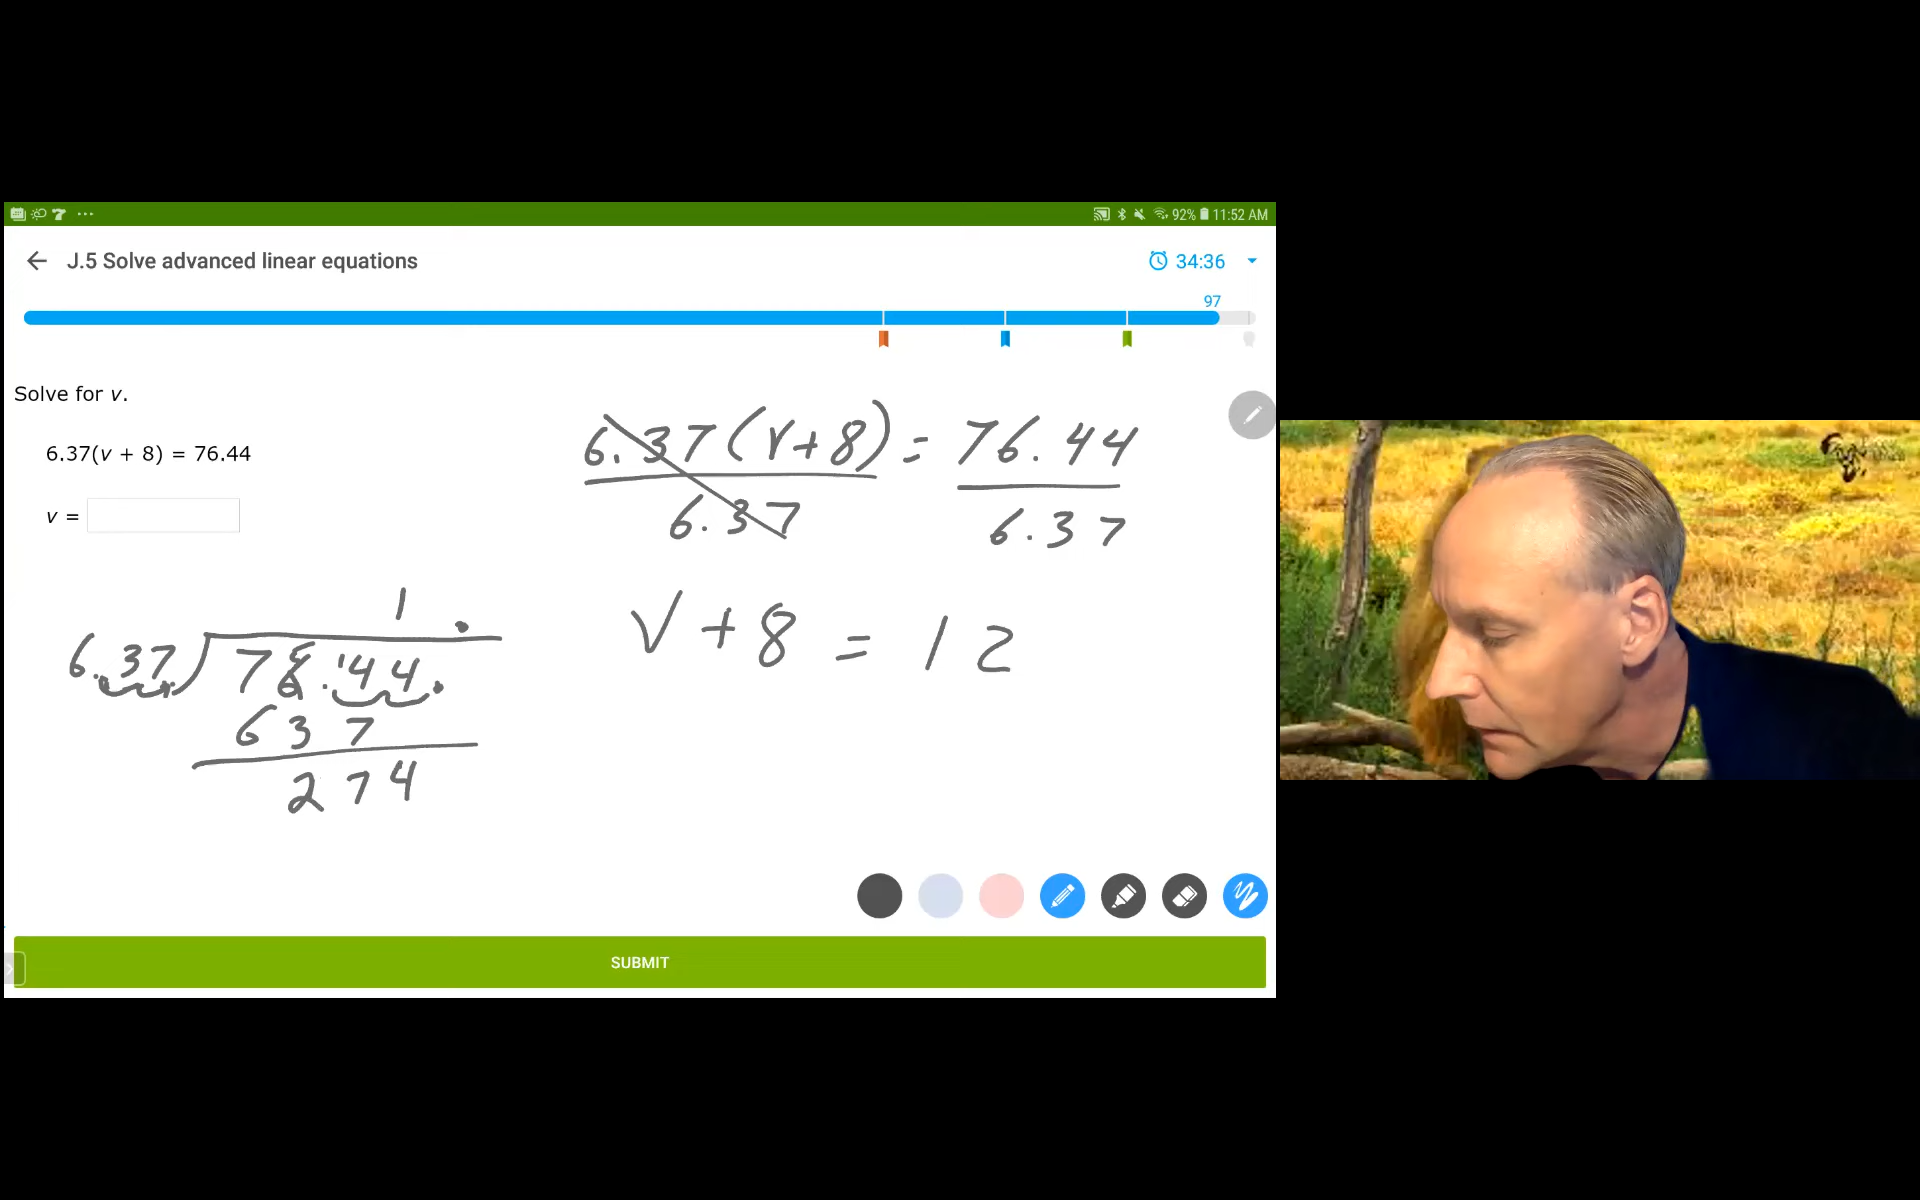 92% 11:52 AM
J.5 Solve advanced linear equations
34:36
97
Solve for v.
6.37(v + 8) = 76.44
v =
6.37(v+8) = 76.44
6.37 6.37
v + 8 = 12
1 .
6.37) 76.44.
637
274
SUBMIT